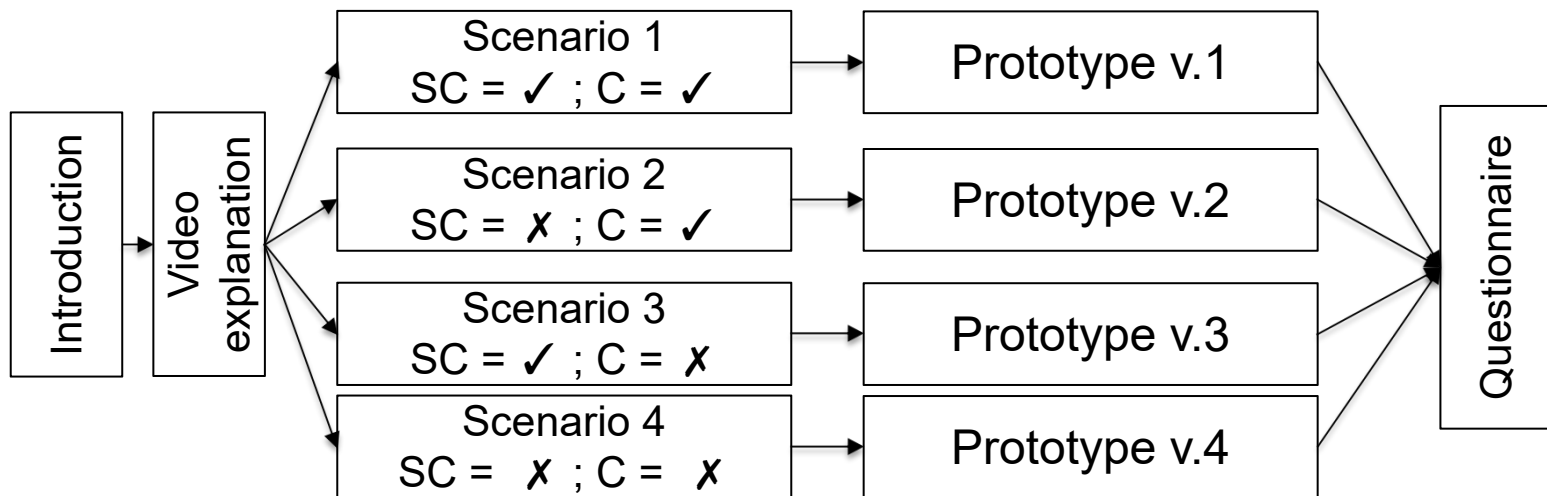 Introduction
Video
explanation
Scenario 1
SC = ✓ ; C = ✓
Prototype v.1
Scenario 2
SC = ✗ ; C = ✓
Prototype v.2
Scenario 3
SC = ✓ ; C = ✗
Prototype v.3
Scenario 4
SC = ✗ ; C = ✗
Prototype v.4
Questionnaire